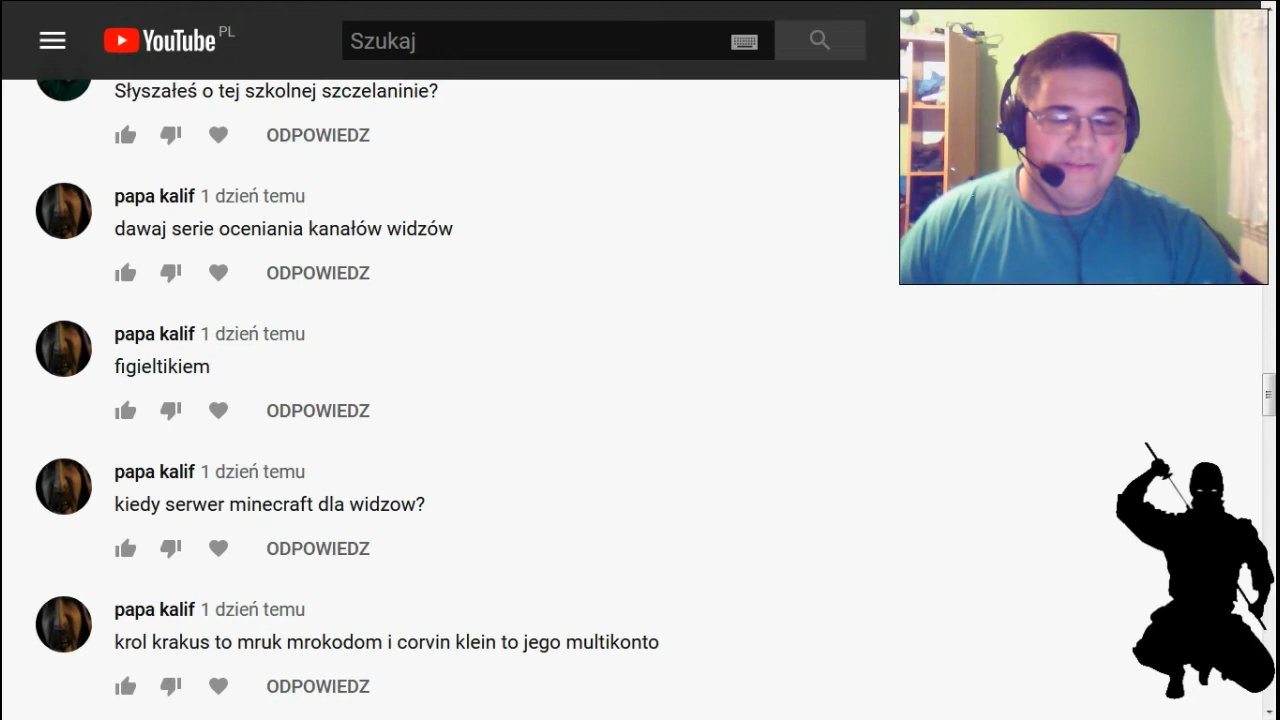 YouTube PL
Szukaj
Słyszałeś o tej szkolnej szczelaninie?
ODPOWIEDZ
papa kalif 1 dzień temu
dawaj serie oceniania kanałów widzów
ODPOWIEDZ
papa kalif 1 dzień temu
figieltikiem
ODPOWIEDZ
papa kalif 1 dzień temu
kiedy serwer minecraft dla widzow?
ODPOWIEDZ
papa kalif 1 dzień temu
krol krakus to mruk mrokodom i corvin klein to jego multikonto
ODPOWIEDZ